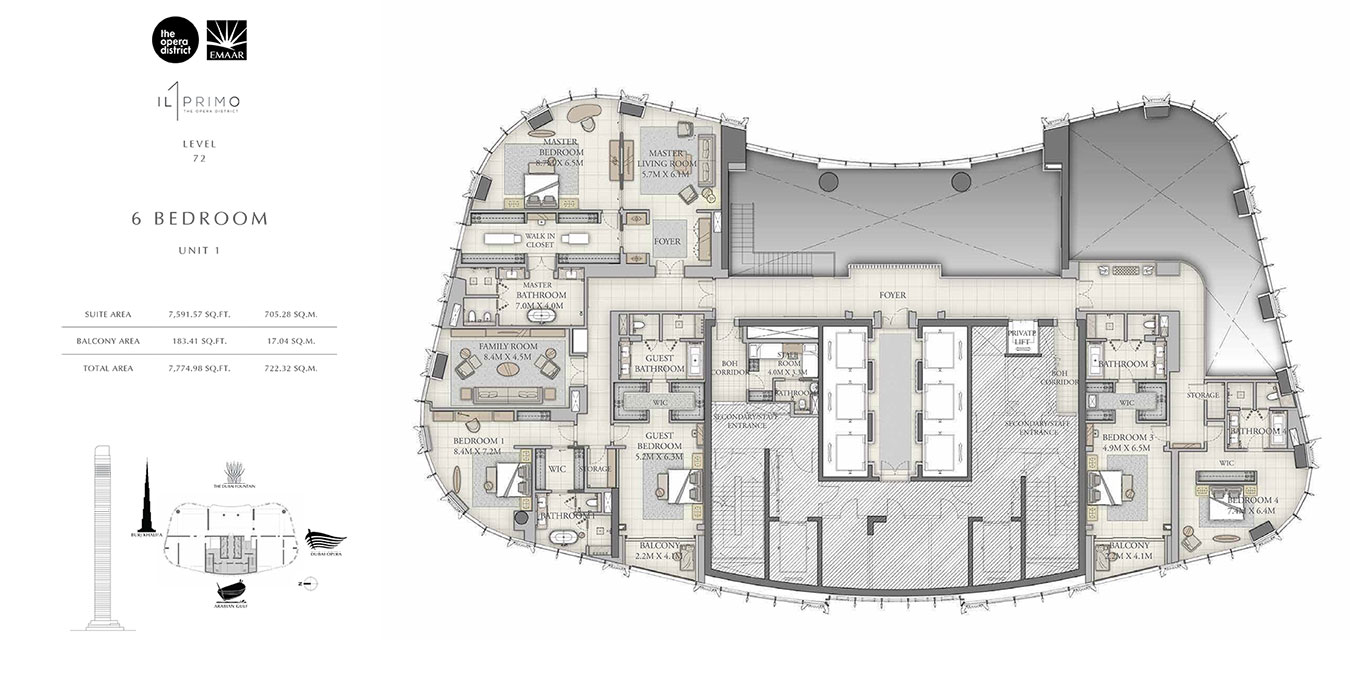 the
opera
district
EMAAR
IL PRIMO
THE OPERA DISTRICT
LEVEL
72
6 BEDROOM
UNIT 1
SUITE AREA 7,591.57 SQ.FT. 705.28 SQ.M.
BALCONY AREA 183.41 SQ.FT. 17.04 SQ.M.
TOTAL AREA 7,774.98 SQ.FT. 722.32 SQ.M.
THE DUBAI FOUNTAIN
BURJ KHALIFA
DUBAI OPERA
ARABIAN GULF
N
MASTER
BEDROOM
8.7M X 6.5M
MASTER
LIVING ROOM
5.7M X 6.1M
WALK IN
CLOSET
FOYER
MASTER
BATHROOM
7.0M X 4.0M
FOYER
FAMILY ROOM
8.4M X 4.5M
GUEST
BATHROOM
BOH
CORRIDOR
STAFF
ROOM
4.0M X 3.3M
BATHROOM
PRIVATE
LIFT
BOH
CORRIDOR
BATHROOM 3
WIC
WIC
STORAGE
SECONDARY/STAFF
ENTRANCE
SECONDARY/STAFF
ENTRANCE
BATHROOM 4
BEDROOM 1
8.4M X 7.2M
GUEST
BEDROOM
5.2M X 6.3M
BEDROOM 3
4.9M X 6.5M
WIC
STORAGE
WIC
BEDROOM 4
7.4M X 6.4M
BATHROOM 1
BALCONY
2.2M X 4.1M
BALCONY
X 4.1M